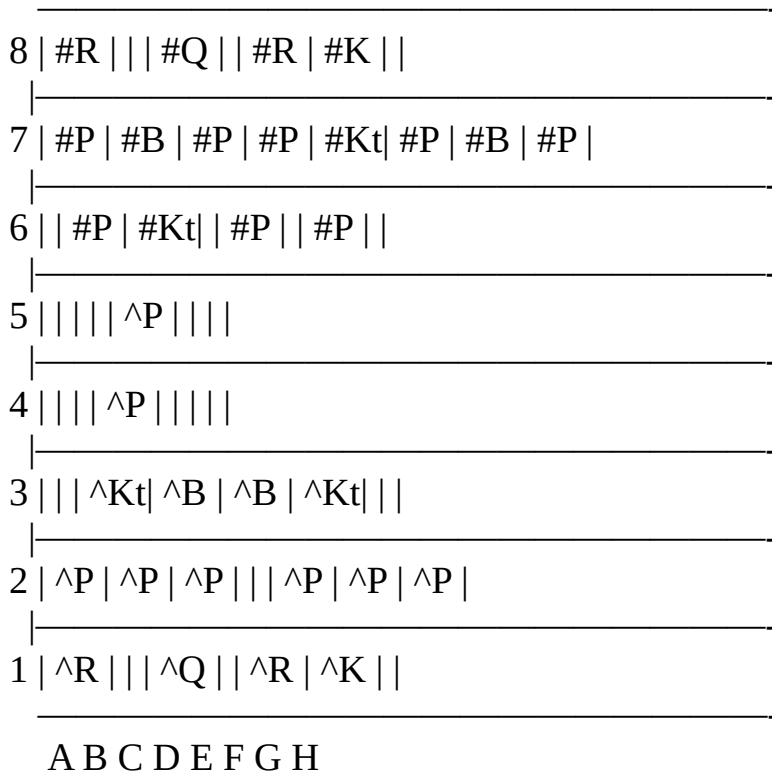 8 | #R | | | #Q | | #R | #K | |
7 | #P | #B | #P | #P | #Kt| #P | #B | #P |
6 | | #P | #Kt| | #P | | #P | |
5 | | | | | ^P | | | |
4 | | | | ^P | | | | |
3 | | | ^Kt| ^B | ^B | ^Kt| | |
2 | ^P | ^P | ^P | | | ^P | ^P | ^P |
1 | ^R | | | ^Q | | ^R | ^K | |
A B C D E F G H